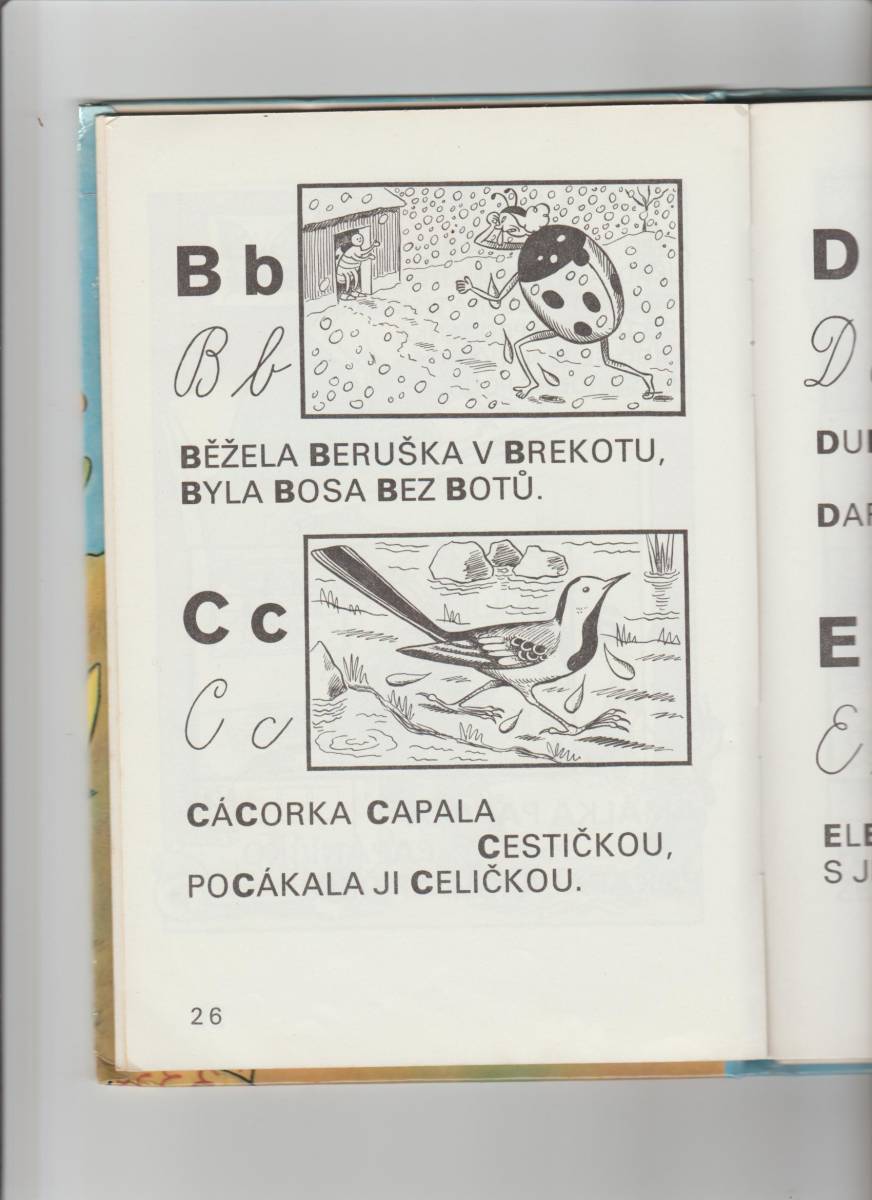 B b
B b
BĚŽELA BERUŠKA V BREKOTU,
BYLA BOSA BEZ BOTŮ.
C c
C c
CÁCORKA CAPALA
CESTIČKOU,
POCÁKALA JI CELIČKOU.
26
D
D
E
E
S J